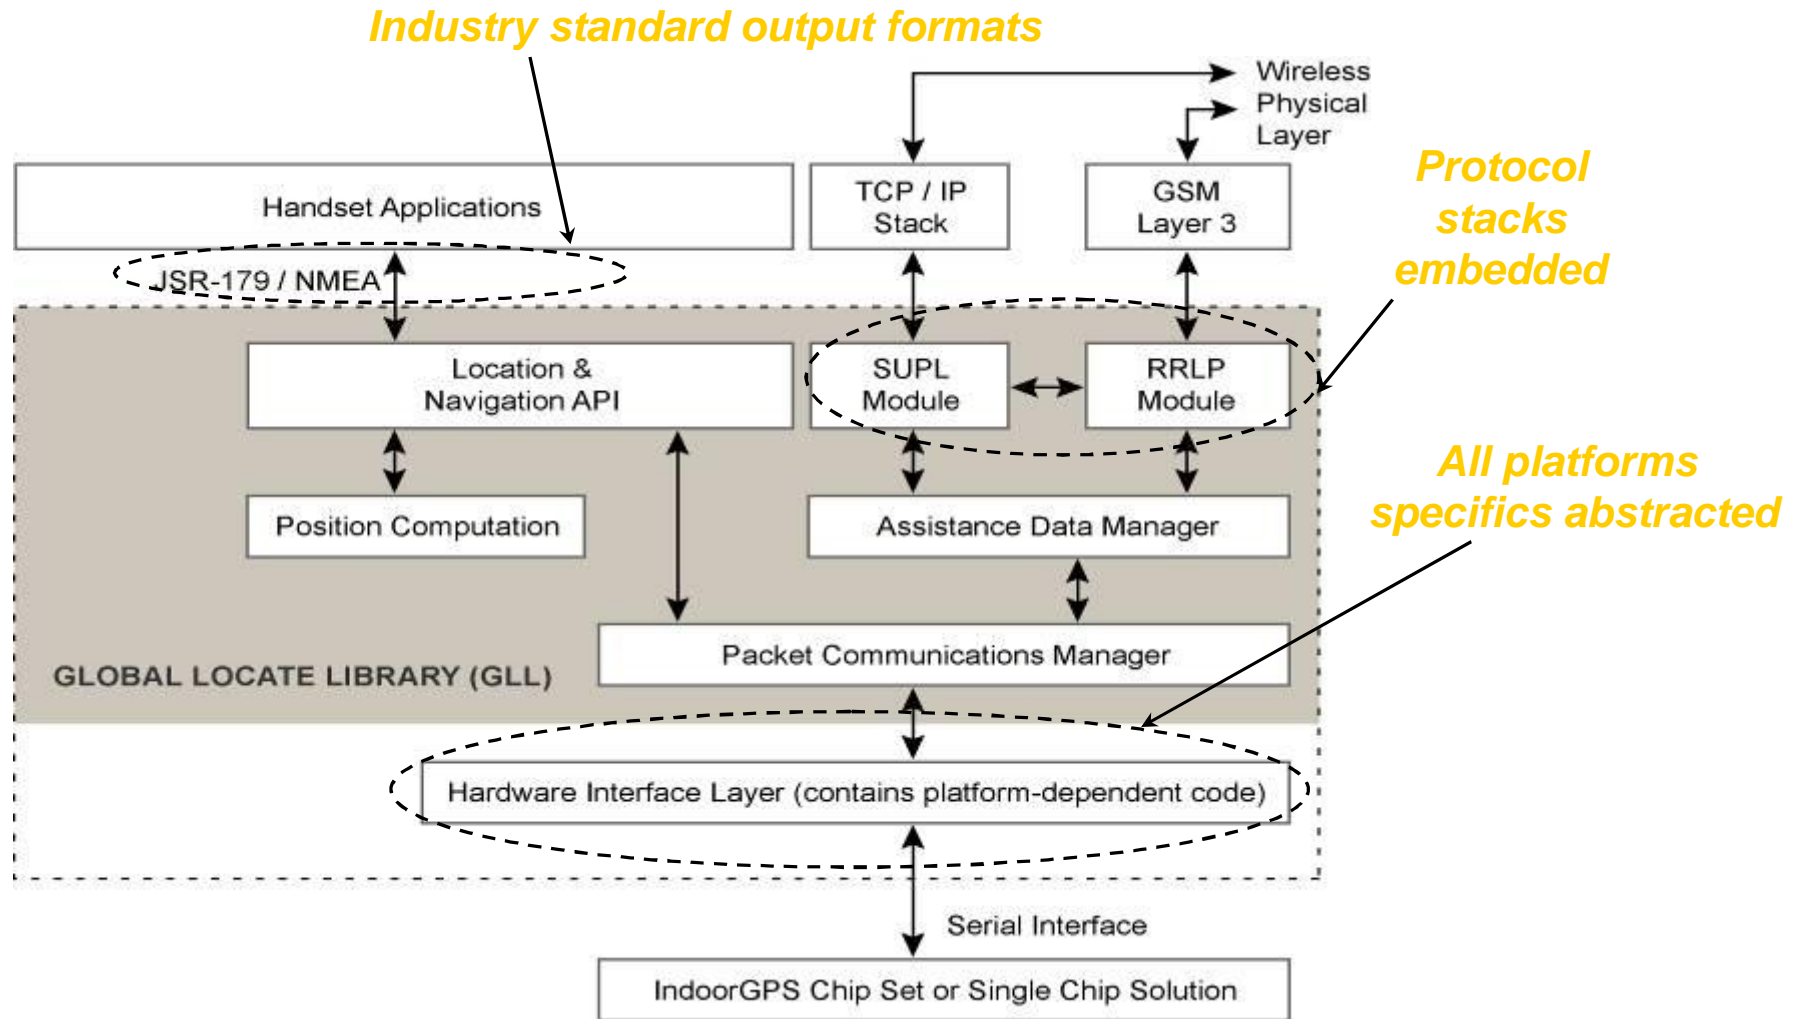 Industry standard output formats
Wireless
Physical
Layer
Protocol
stacks
embedded
Handset Applications
TCP / IP
Stack
GSM
Layer 3
JSR-179 / NMEA
Location &
Navigation API
SUPL
Module
RRLP
Module
All platforms
specifics abstracted
Position Computation
Assistance Data Manager
Packet Communications Manager
GLOBAL LOCATE LIBRARY (GLL)
Hardware Interface Layer (contains platform-dependent code)
Serial Interface
IndoorGPS Chip Set or Single Chip Solution